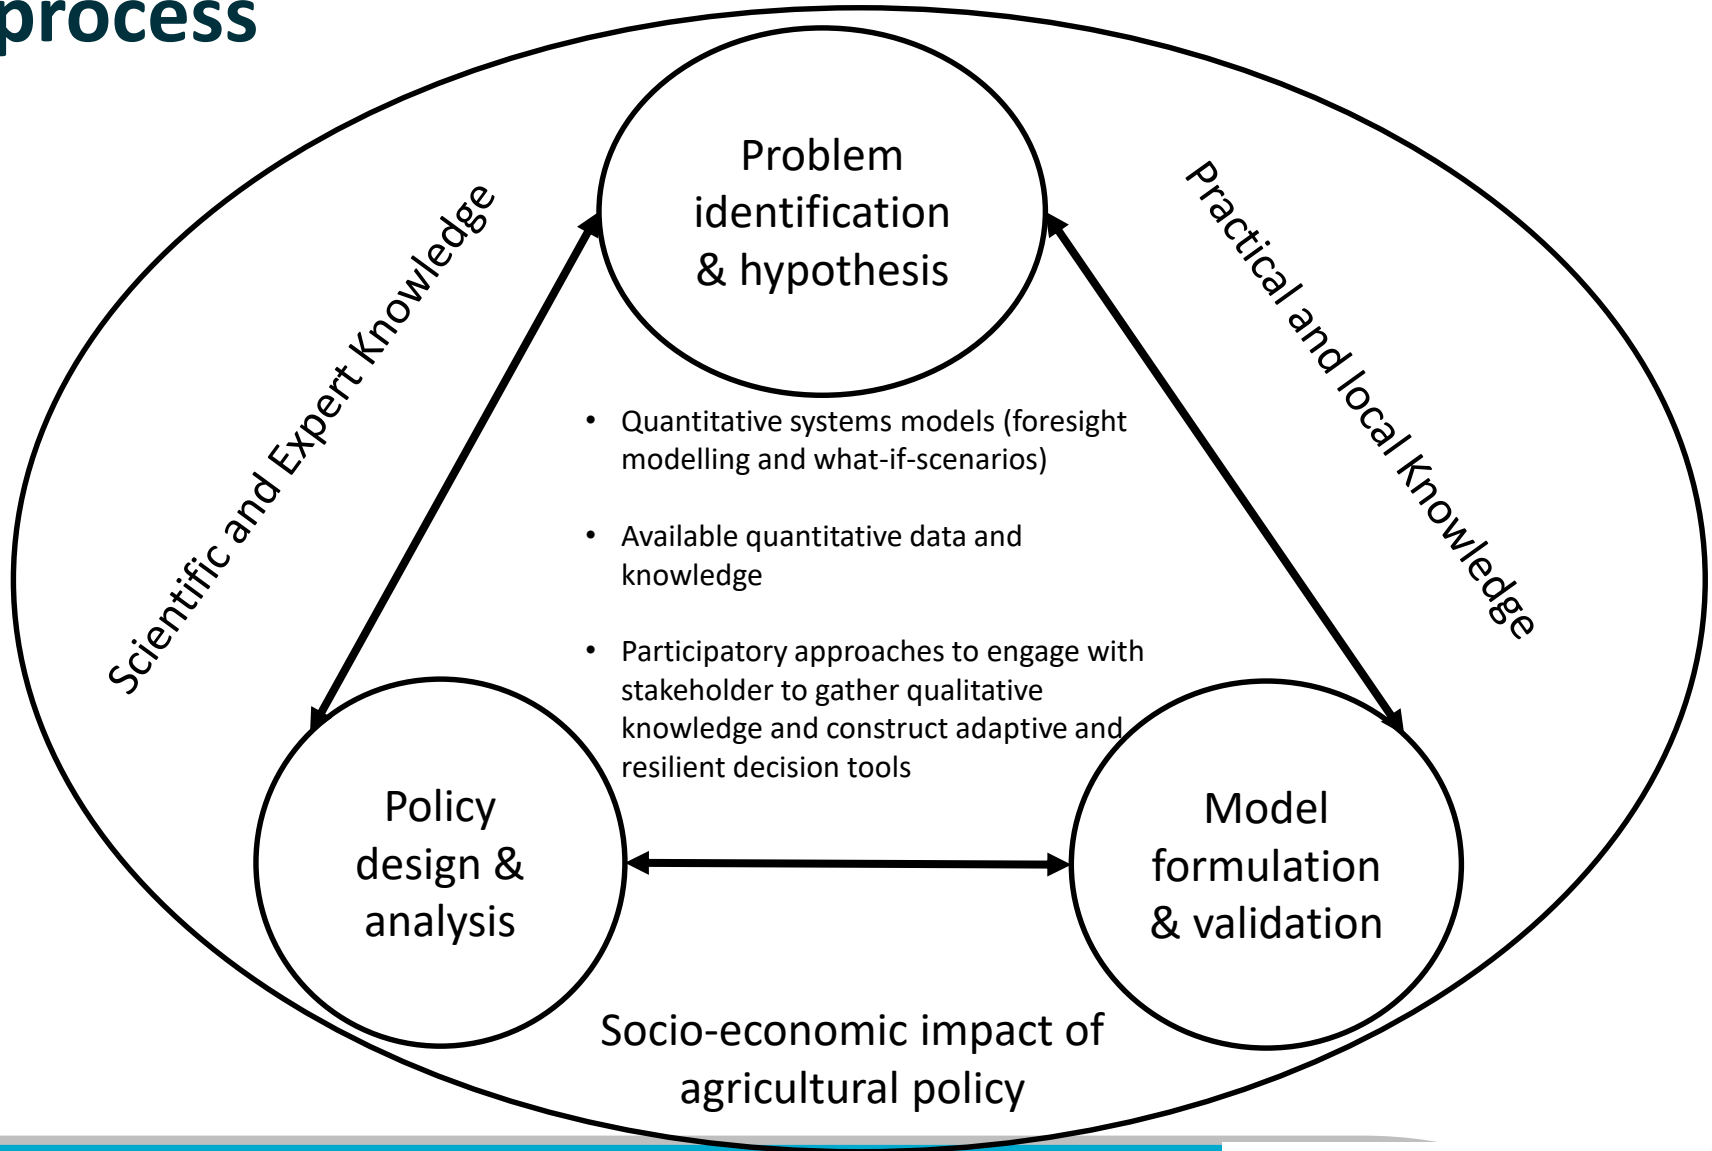 process
Problem
identification
& hypothesis
Scientific and Expert Knowledge
Practical and local Knowledge
• Quantitative systems models (foresight
modelling and what-if-scenarios)
• Available quantitative data and
knowledge
• Participatory approaches to engage with
stakeholder to gather qualitative
knowledge and construct adaptive and
resilient decision tools
Policy
design &
analysis
Model
formulation
& validation
Socio-economic impact of
agricultural policy